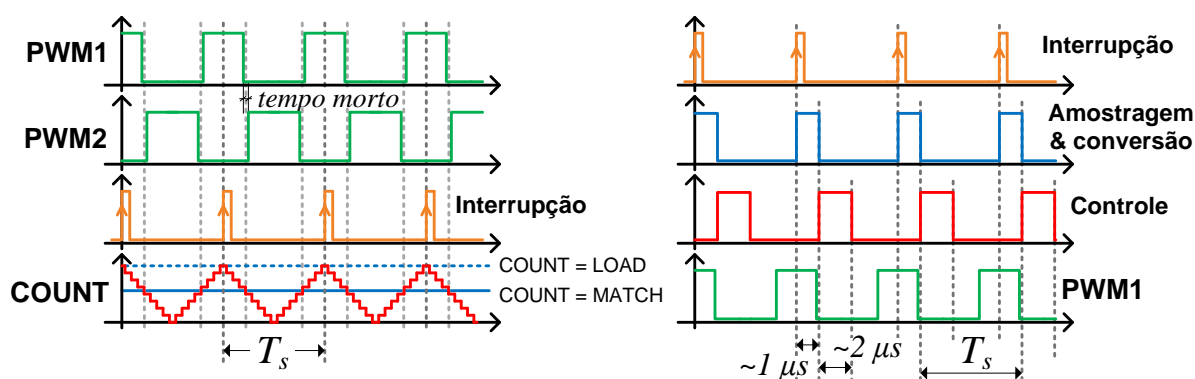 PWM1
tempo morto
PWM2
Interrupção
COUNT
COUNT = LOAD
COUNT = MATCH
T_s
Interrupção
Amostragem
& conversão
Controle
PWM1
~1 µs
~2 µs
T_s